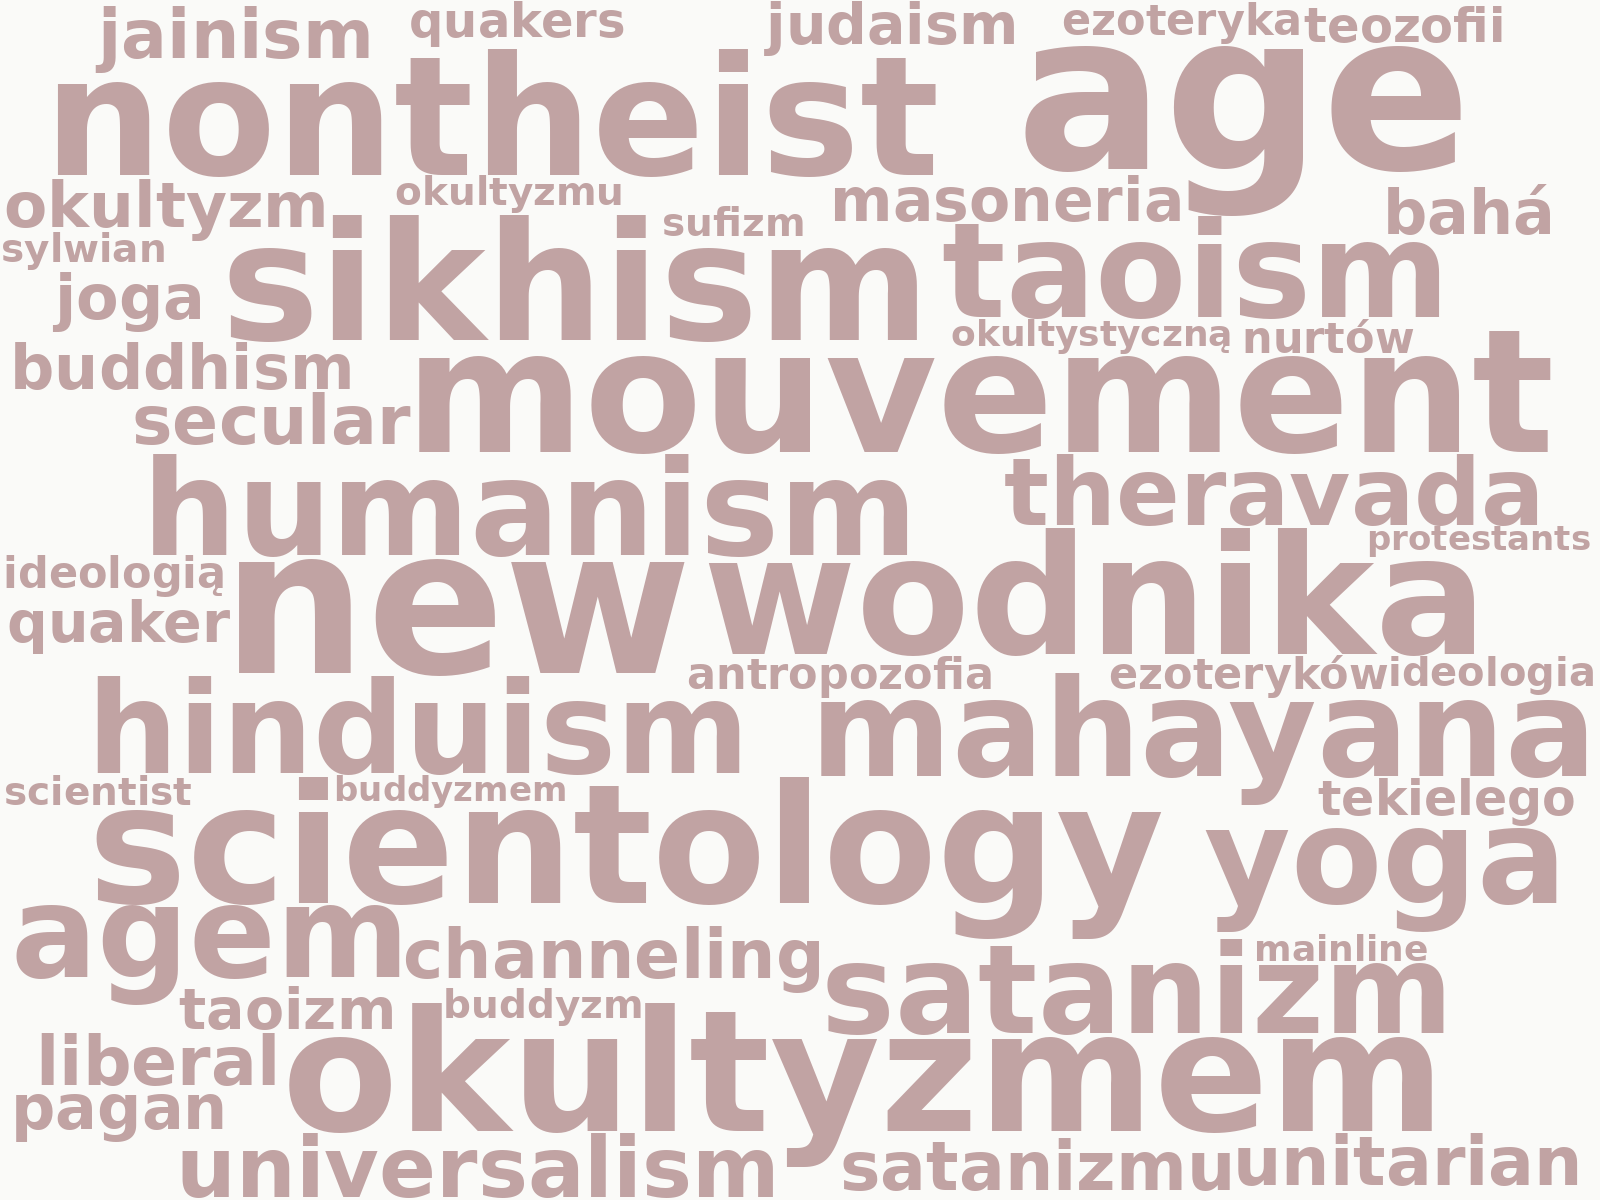 jainism quakers judaism ezoteryka teozofii
nontheist age
okultyzm okultyzmu sufizm masoneria bahá
sylwian sikhism taoism
joga
okultystyczną nurtów
buddhism mouvement
secular
humanism theravada
protestants
ideologią new wodnika
quaker
antropozofia ezoteryków ideologia
hinduism mahayana
scientist buddyzmem tekielego
scientology yoga
agem channeling satanizm mainline
taoizm buddyzm
liberal okultyzmem
pagan
universalism satanizmu unitarian